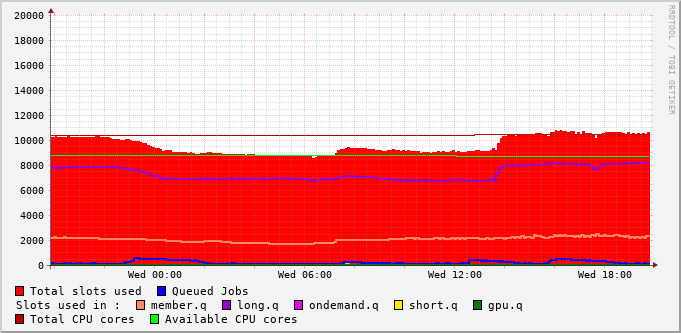 20000
18000
16000
14000
12000
10000
8000
6000
4000
2000
0
Wed 00:00 Wed 06:00 Wed 12:00 Wed 18:00
RRDTOOL / TOBI OETIKER
Total slots used Queued Jobs
Slots used in : member.q long.q ondemand.q short.q gpu.q
Total CPU cores Available CPU cores